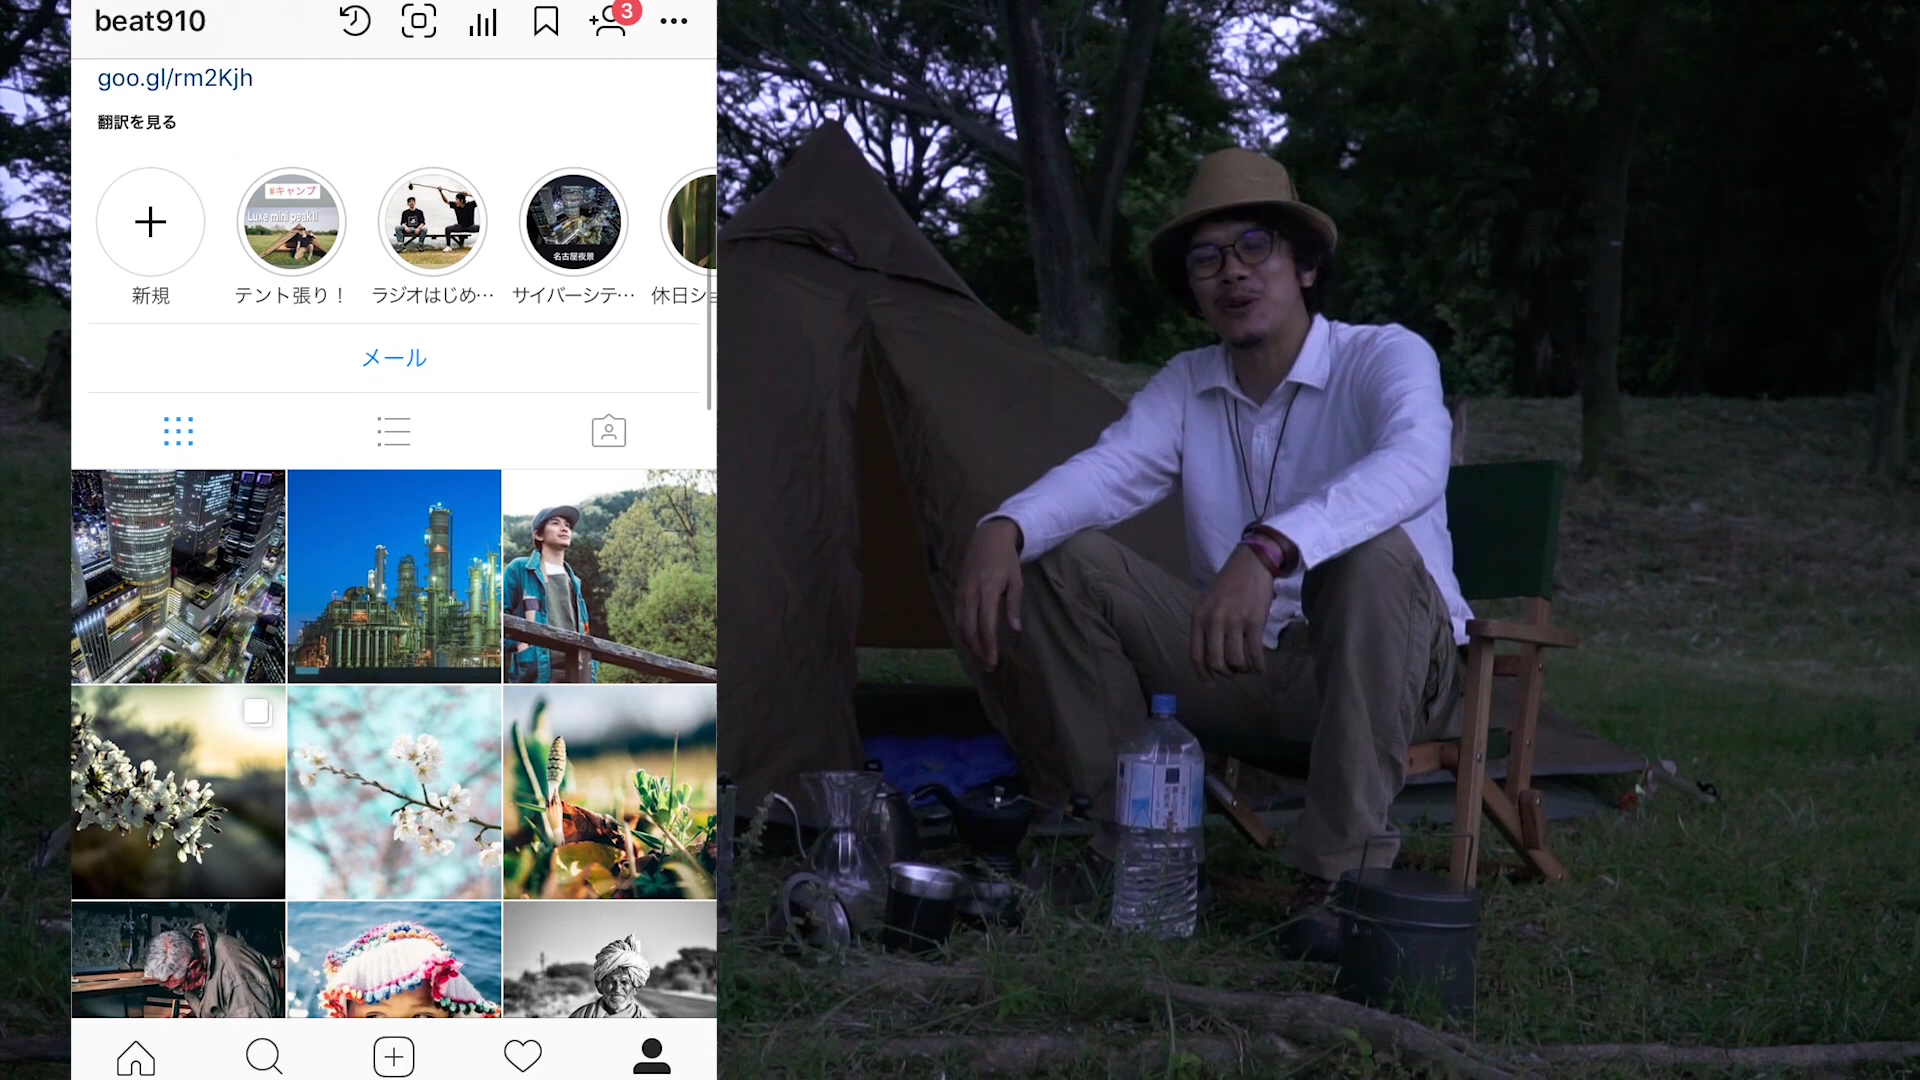 beat910
3
goo.gl/rm2Kjh
翻訳を見る
#キャンプ
Luxe mini peakII
名古屋夜景
新規
テント張り！
ラジオはじめ…
サイバーシテ…
休日シ
メール